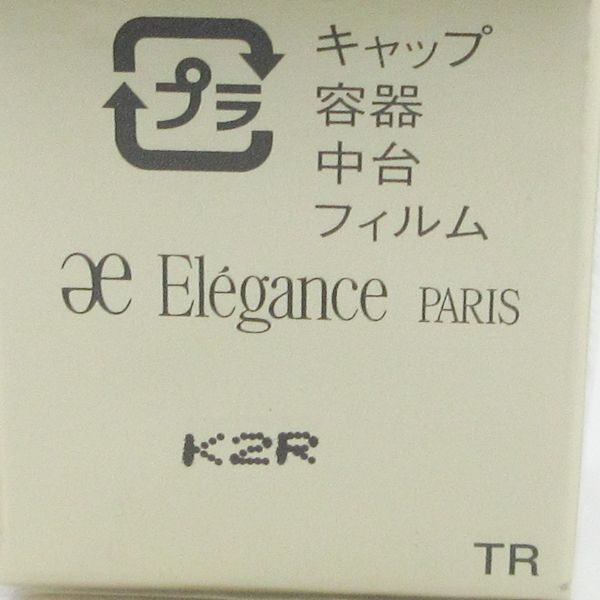 プラ
キャップ
容器
中台
フィルム
æ Elégance PARIS
K2R
TR